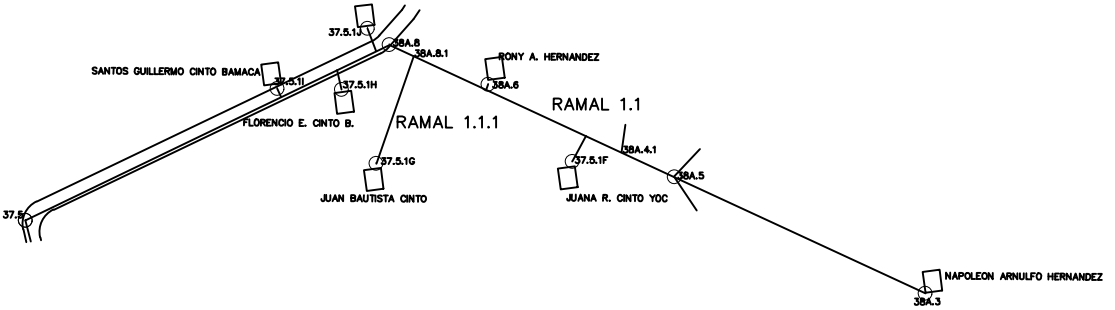 37.5.1J
38A.8
38A.8.1
RONY A. HERNANDEZ
SANTOS GUILLERMO CINTO BAMACA
37.5.1I
37.5.1H
38A.6
RAMAL 1.1
FLORENCIO E. CINTO B.
RAMAL 1.1.1
38A.4.1
37.5.1G
37.5.1F
38A.5
JUAN BAUTISTA CINTO
JUANA R. CINTO YOC
37.5
NAPOLEON ARNULFO HERNANDEZ
38A.3